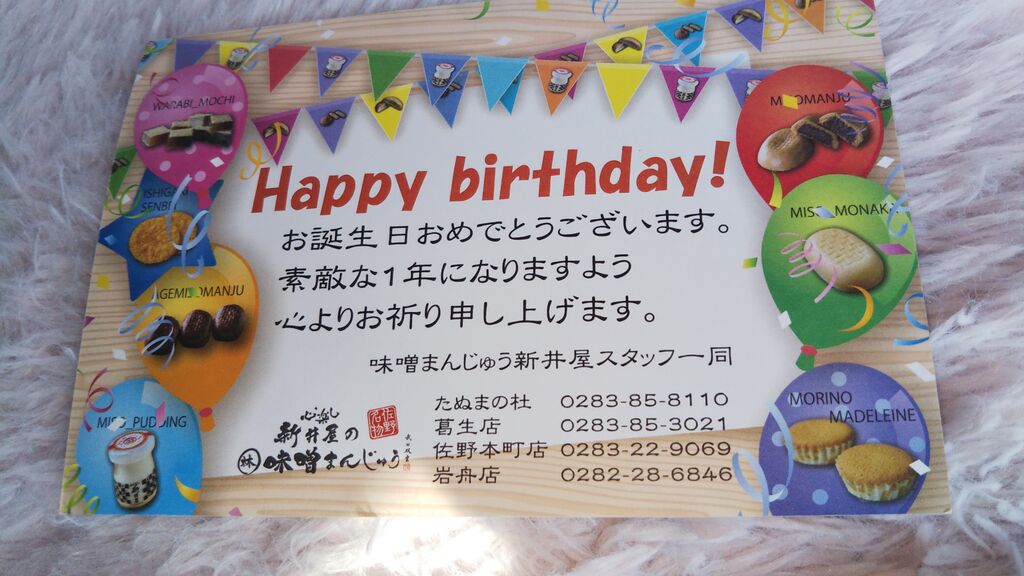 WARABI_MOCHI
ISHIGAKI
SENBEI
AGEMISOMANJU
MISO_PUDDING
MISOMANJU
MISO_MONAKA
MORINO
MADELEINE
Happy birthday!
お誕生日おめでとうございます。
素敵な1年になりますよう
心よりお祈り申し上げます。
味噌まんじゅう新井屋スタッフ一同
たぬまの杜 0283-85-8110
葛生店 0283-85-3021
佐野本町店 0283-22-9069
岩舟店 0282-28-6846
佐野名物
新井屋の
味噌まんじゅう